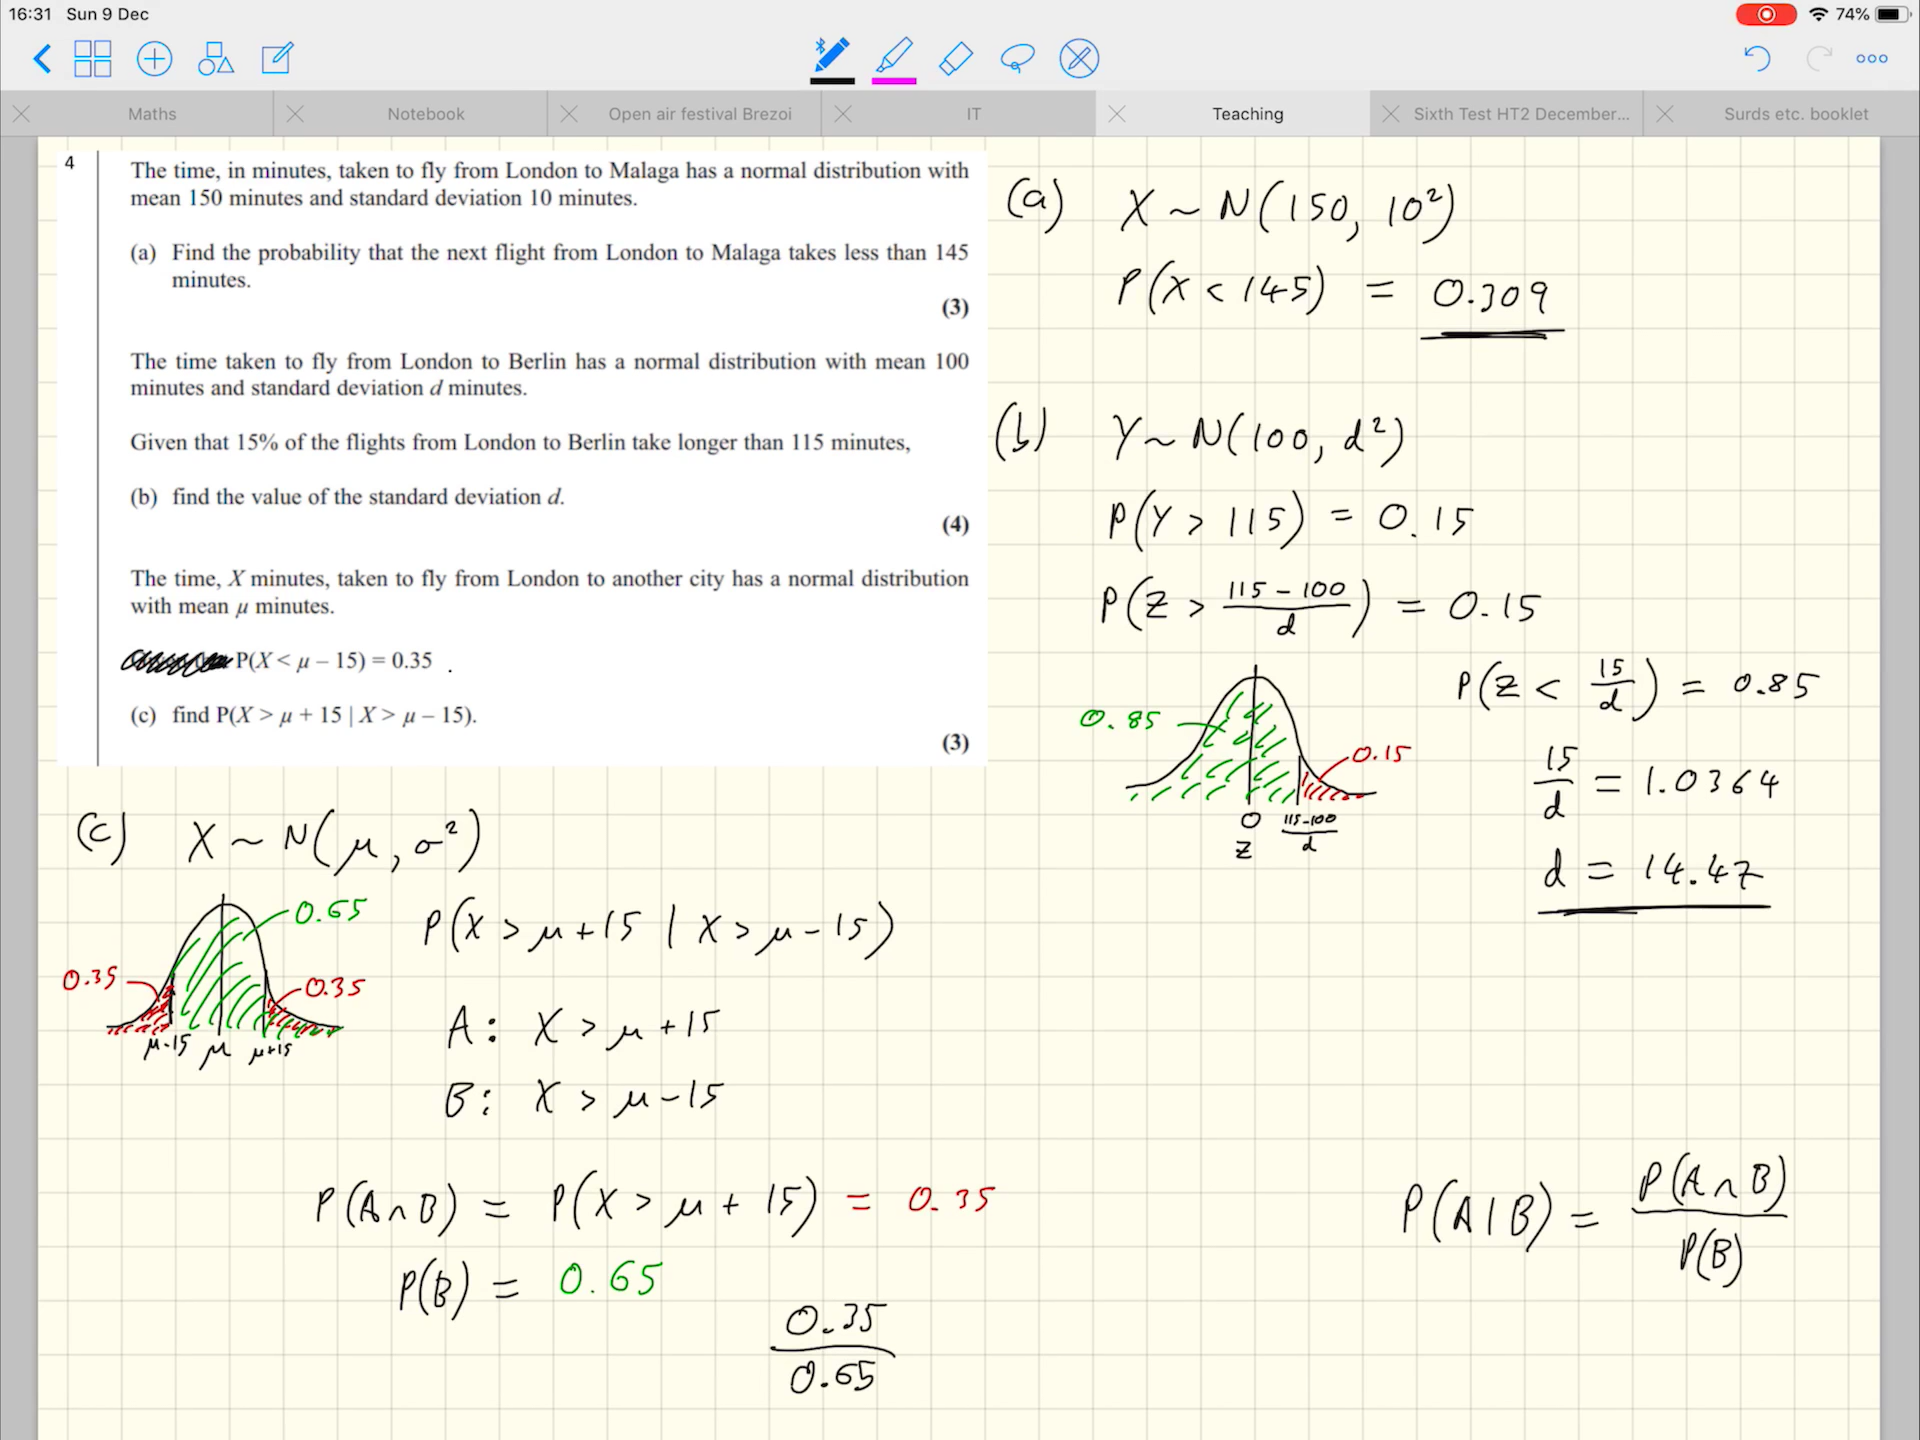 16:31 Sun 9 Dec
74%
Maths
Notebook
Open air festival Brezoi
IT
Teaching
Sixth Test HT2 December...
Surds etc. booklet
4
The time, in minutes, taken to fly from London to Malaga has a normal distribution with
mean 150 minutes and standard deviation 10 minutes.
(a) Find the probability that the next flight from London to Malaga takes less than 145
minutes.
(3)
The time taken to fly from London to Berlin has a normal distribution with mean 100
minutes and standard deviation d minutes.
Given that 15% of the flights from London to Berlin take longer than 115 minutes,
(b) find the value of the standard deviation d.
(4)
The time, X minutes, taken to fly from London to another city has a normal distribution
with mean μ minutes.
P(X < μ – 15) = 0.35 .
(c) find P(X > μ + 15 | X > μ – 15).
(3)
(a) X ~ N(150, 10²)
P(X < 145) = 0.309
(b) Y ~ N(100, d²)
P(Y > 115) = 0.15
P(Z > (115-100)/d) = 0.15
P(Z < 15/d) = 0.85
0.85
0.15
15/d = 1.0364
0
Z
(115-100)/d
d = 14.47
(c) X ~ N(μ, σ²)
0.65
0.35
0.35
μ-15 μ μ+15
P(X > μ+15 | X > μ-15)
A: X > μ+15
B: X > μ-15
P(A∩B) = P(X > μ + 15) = 0.35
P(B) = 0.65
0.35
0.65
P(A|B) = P(A∩B)/P(B)